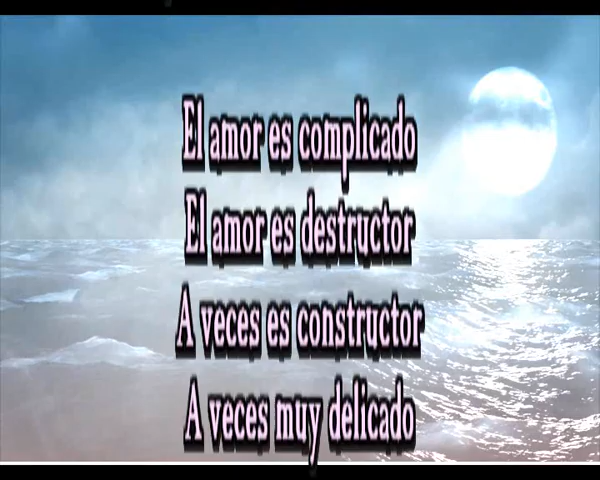 El amor es complicado
El amor es destructor
A veces es constructor
A veces muy delicado